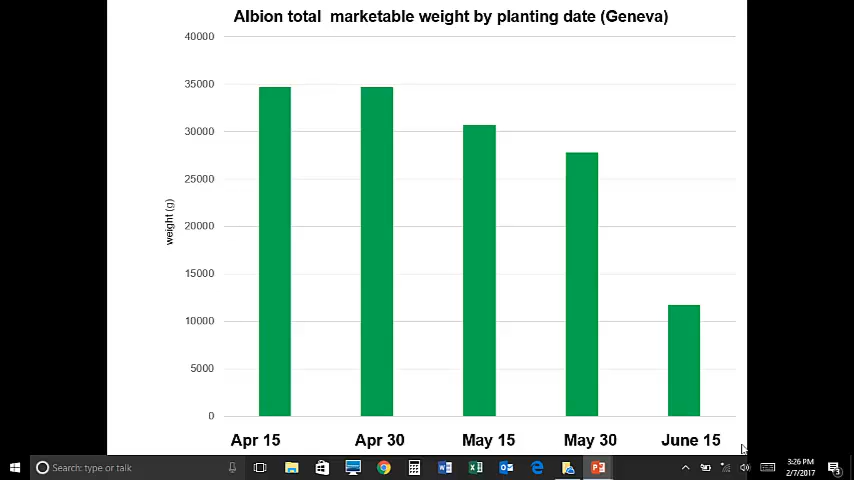 Albion total marketable weight by planting date (Geneva)
40000
35000
30000
25000
20000
15000
10000
5000
0
weight (g)
Apr 15 Apr 30 May 15 May 30 June 15
Search: type or talk
3:26 PM
2/7/2017
3